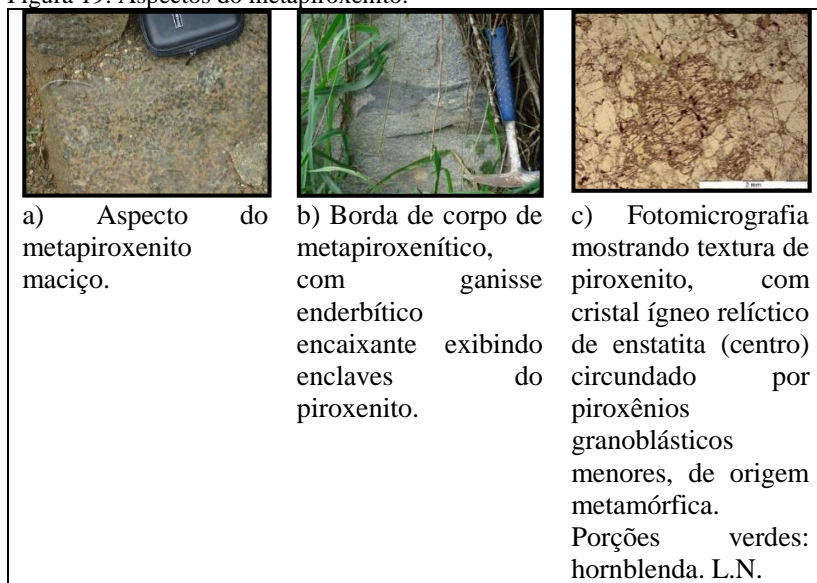 Figura 19: Aspectos do metapiroxenito.
2 mm
a) Aspecto do
metapiroxenito
maciço.
b) Borda de corpo de
metapiroxenítico,
com ganisse
enderbítico
encaixante exibindo
enclaves do
piroxenito.
c) Fotomicrografia
mostrando textura de
piroxenito, com
cristal ígneo relíctico
de enstatita (centro)
circundado por
piroxênios
granoblásticos
menores, de origem
metamórfica.
Porções verdes:
hornblenda. L.N.